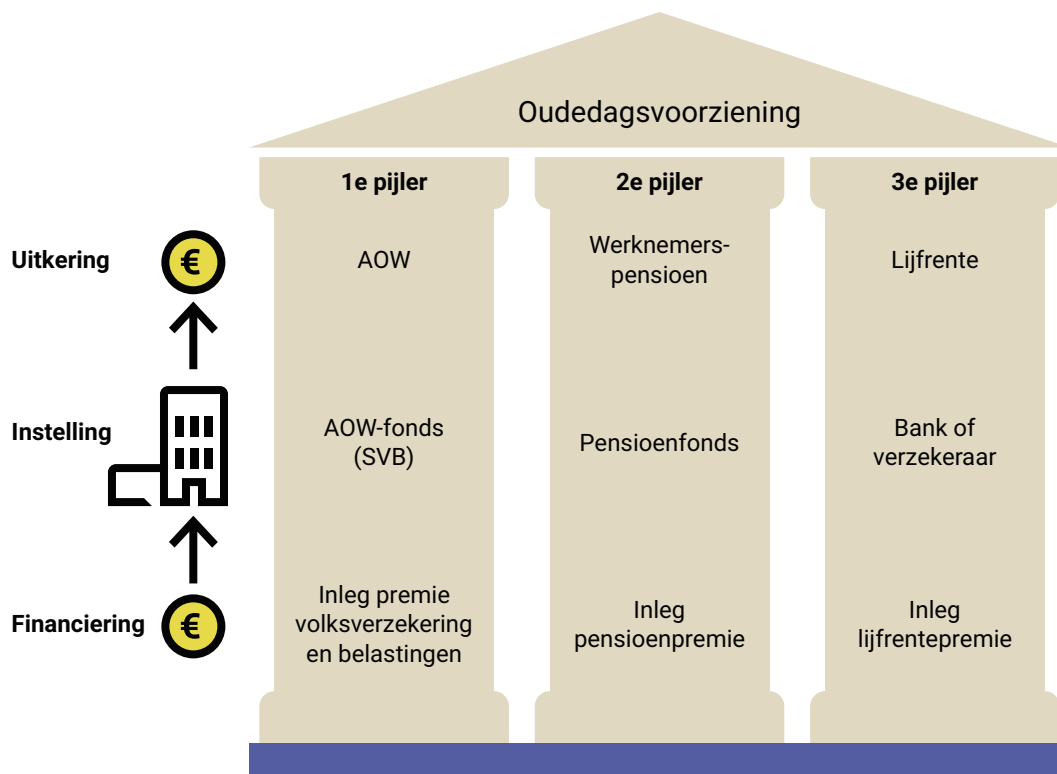 Oudedagsvoorziening
1e pijler
2e pijler
3e pijler
Uitkering
€
AOW
Werknemers-
pensioen
Lijfrente
Instelling
AOW-fonds
(SVB)
Pensioenfonds
Bank of
verzekeraar
Financiering
€
Inleg premie
volksverzekering
en belastingen
Inleg
pensioenpremie
Inleg
lijfrentepremie